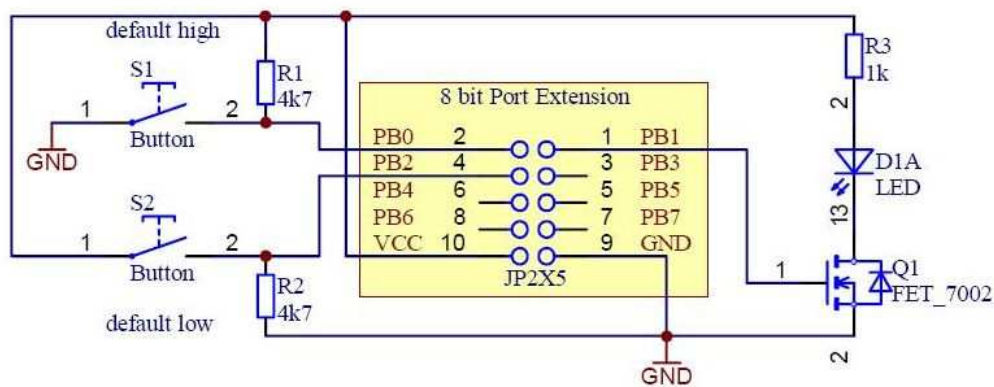 default high
S1
1
2
Button
GND
R1
4k7
8 bit Port Extension
PB0 2 1 PB1
PB2 4 3 PB3
PB4 6 5 PB5
PB6 8 7 PB7
VCC 10 9 GND
JP2X5
S2
1
2
Button
R2
4k7
default low
GND
R3
1k
2
D1A
LED
13
1
Q1
FET_7002
2